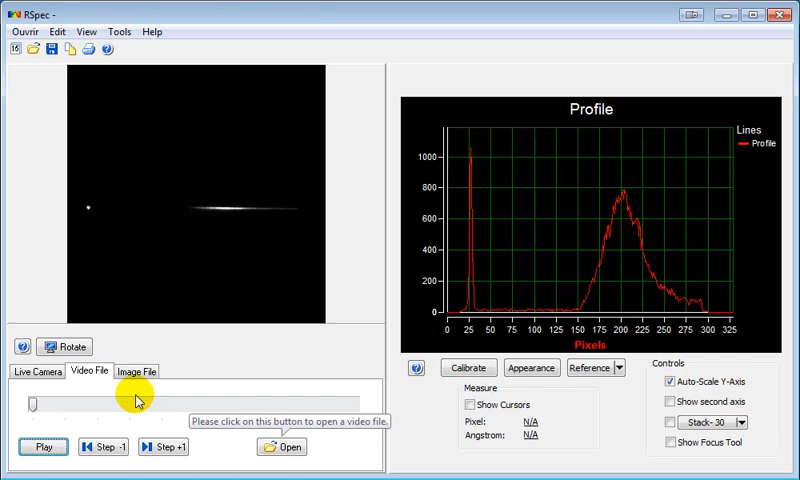 RSpec -
Ouvrir Edit View Tools Help
16
Profile
Lines
Profile
1000
800
600
400
200
0
0 25 50 75 100 125 150 175 200 225 250 275 300 325
Pixels
Rotate
Live Camera Video File Image File
Please click on this button to open a video file.
Play Step -1 Step +1 Open
Calibrate Appearance Reference
Measure
Show Cursors
Pixel: N/A
Angstrom: N/A
Controls
Auto-Scale Y-Axis
Show second axis
Stack- 30
Show Focus Tool